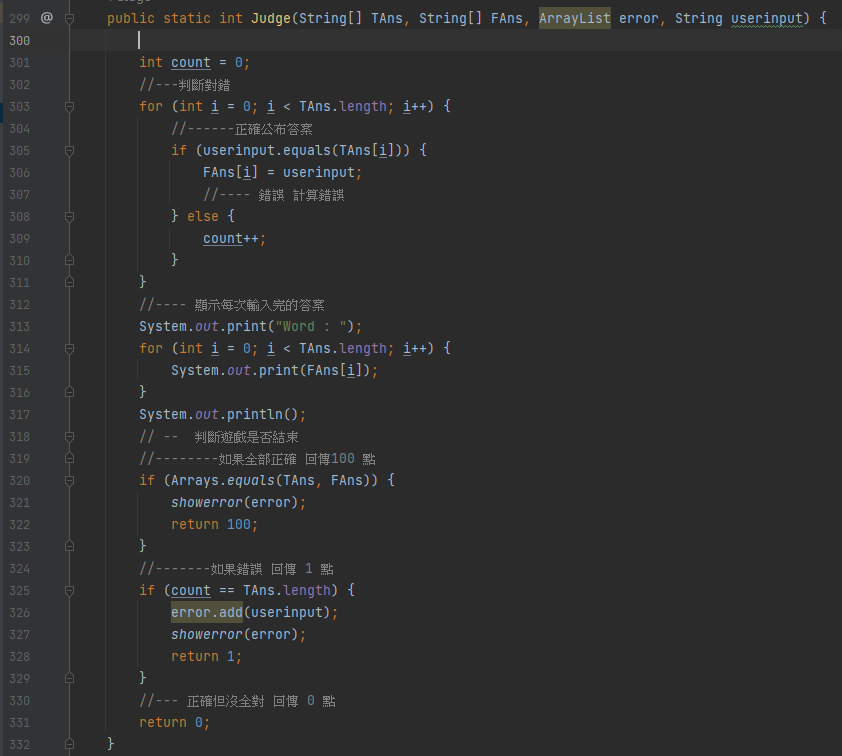 299 @ public static int Judge(String[] TAns, String[] FAns, ArrayList error, String userinput) {
300
301 int count = 0;
302 //---判斷對錯
303 for (int i = 0; i < TAns.length; i++) {
304 //------正確公布答案
305 if (userinput.equals(TAns[i])) {
306 FAns[i] = userinput;
307 //---- 錯誤 計算錯誤
308 } else {
309 count++;
310 }
311 }
312 //---- 顯示每次輸入完的答案
313 System.out.print("Word : ");
314 for (int i = 0; i < TAns.length; i++) {
315 System.out.print(FAns[i]);
316 }
317 System.out.println();
318 // --  判斷遊戲是否結束
319 //--------如果全部正確 回傳100 點
320 if (Arrays.equals(TAns, FAns)) {
321 showerror(error);
322 return 100;
323 }
324 //-------如果錯誤 回傳 1 點
325 if (count == TAns.length) {
326 error.add(userinput);
327 showerror(error);
328 return 1;
329 }
330 //--- 正確但沒全對 回傳 0 點
331 return 0;
332 }